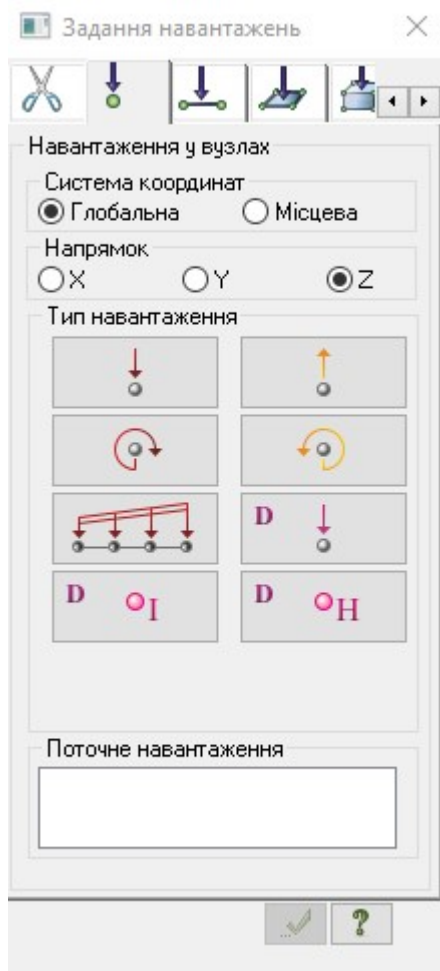 Задання навантажень
Навантаження у вузлах
Система координат
Глобальна Місцева
Напрямок
X Y Z
Тип навантаження
D
D I D H
Поточне навантаження
?